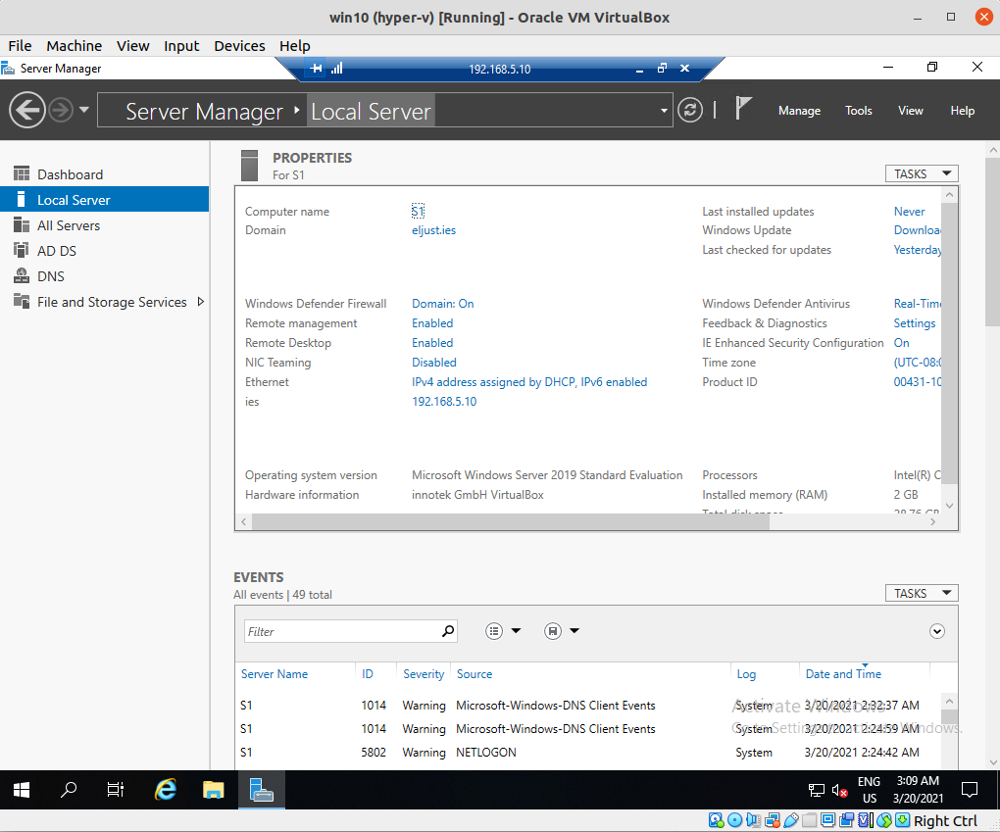 win10 (hyper-v) [Running] - Oracle VM VirtualBox
File Machine View Input Devices Help
Server Manager 192.168.5.10
Server Manager Local Server Manage Tools View Help
Dashboard
Local Server
All Servers
AD DS
DNS
File and Storage Services
PROPERTIES
For S1
TASKS
Computer name S1 Last installed updates Never
Domain eljust.ies Windows Update Downloa
Last checked for updates Yesterday
Windows Defender Firewall Domain: On Windows Defender Antivirus Real-Time
Remote management Enabled Feedback & Diagnostics Settings
Remote Desktop Enabled IE Enhanced Security Configuration On
NIC Teaming Disabled Time zone (UTC-08:0
Ethernet IPv4 address assigned by DHCP, IPv6 enabled Product ID 00431-10
ies 192.168.5.10
Operating system version Microsoft Windows Server 2019 Standard Evaluation Processors Intel(R) C
Hardware information innotek GmbH VirtualBox Installed memory (RAM) 2 GB
Total disk space 28.76 GB
EVENTS
All events | 49 total
TASKS
Filter
Server Name ID Severity Source Log Date and Time
S1 1014 Warning Microsoft-Windows-DNS Client Events System 3/20/2021 2:32:37 AM
S1 1014 Warning Microsoft-Windows-DNS Client Events System 3/20/2021 2:24:59 AM
S1 5802 Warning NETLOGON System 3/20/2021 2:24:42 AM
Activate Windows
Go to Settings to activate Windows.
ENG 3:09 AM
US 3/20/2021
Right Ctrl